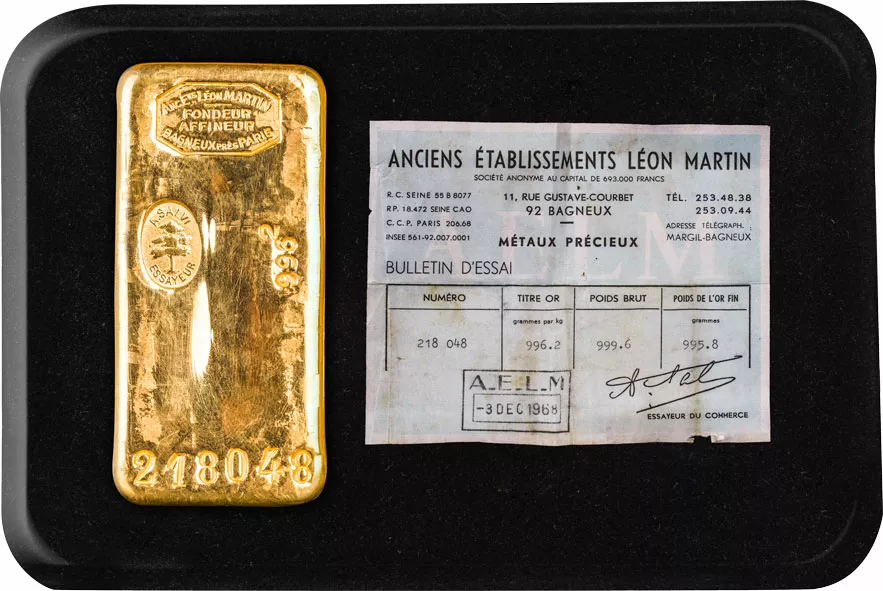 ANC.ENS ETS LÉON MARTIN
FONDEUR
AFFINEUR
BAGNEUX PRÈS PARIS
A. SALVI
ESSAYEUR
996 2
218048
ANCIENS ÉTABLISSEMENTS LÉON MARTIN
SOCIÉTÉ ANONYME AU CAPITAL DE 693.000 FRANCS
R.C. SEINE 55 B 8077
R P. 18.472 SEINE CAO
C.C.P. PARIS 206.68
INSEE 561-92.007.0001
11, RUE GUSTAVE-COURBET
92 BAGNEUX
MÉTAUX PRÉCIEUX
TÉL. 253.48.38
253.09.44
ADRESSE TÉLÉGRAPH.
MARGIL-BAGNEUX
A E L M
BULLETIN D'ESSAI
NUMÉRO TITRE OR POIDS BRUT POIDS DE L'OR FIN
grammes par kg grammes
218 048 996.2 999.6 995.8
A_E_L_M
-3 DEC 1968
ESSAYEUR DU COMMERCE